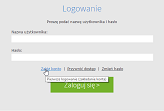 Logowanie
Proszę podać nazwę użytkownika i hasło
Nazwa użytkownika:
Hasło:
Załóż konto | Przywróć dostęp | Zmień hasło
Zaloguj się »